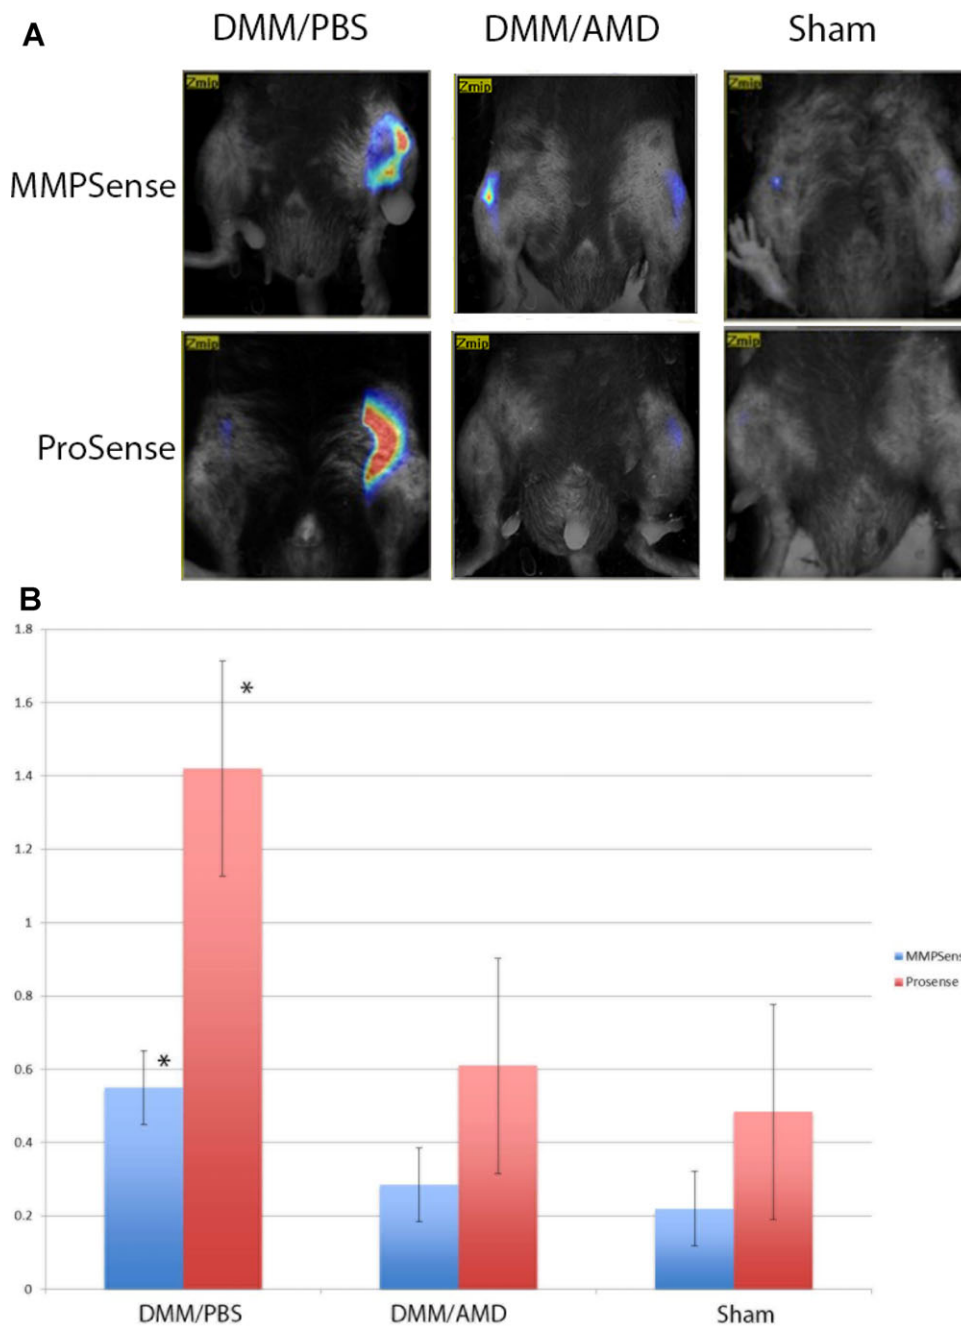 A
DMM/PBS DMM/AMD Sham
Zmip Zmip Zmip
MMPSense
Zmip Zmip Zmip
ProSense
B
1.8
1.6
*
1.4
1.2
1
MMPSens
0.8
Prosense
0.6
*
0.4
0.2
0
DMM/PBS DMM/AMD Sham